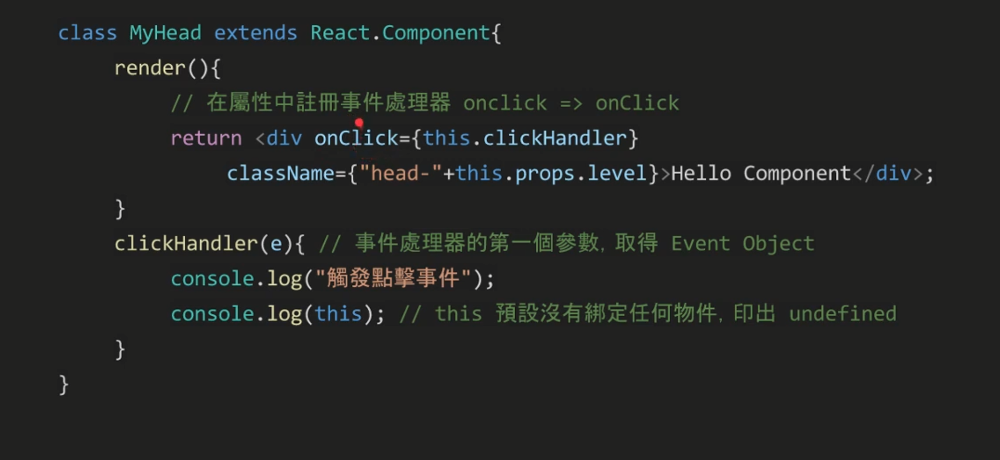 class MyHead extends React.Component{
render(){
// 在屬性中註冊事件處理器 onclick => onClick
return <div onClick={this.clickHandler}
className={"head-"+this.props.level}>Hello Component</div>;
}
clickHandler(e){ // 事件處理器的第一個參數, 取得 Event Object
console.log("觸發點擊事件");
console.log(this); // this 預設沒有綁定任何物件, 印出 undefined
}
}